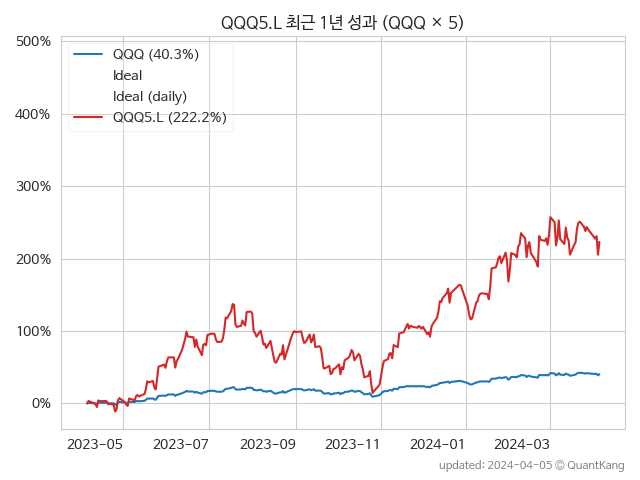 QQQ5.L 최근 1년 성과 (QQQ × 5)
500%
400%
300%
200%
100%
0%
QQQ (40.3%)
Ideal
Ideal (daily)
QQQ5.L (222.2%)
2023-05
2023-07
2023-09
2023-11
2024-01
2024-03
updated: 2024-04-05 © QuantKang